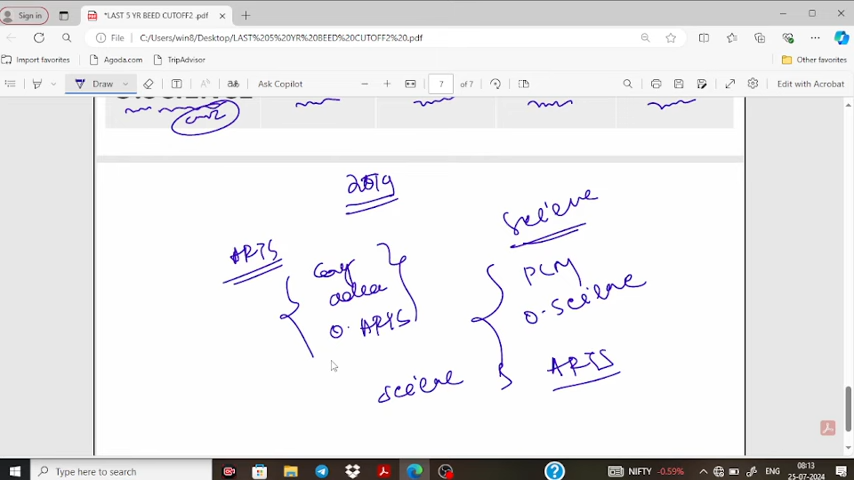 Sign in
*LAST 5 YR BEED CUTOFF2 .pdf
File
C:/Users/win8/Desktop/LAST%205%20YR%20BEED%20CUTOFF2%20.pdf
Import favorites
Agoda.com
TripAdvisor
Other favorites
Draw
Ask Copilot
7 of 7
Edit with Acrobat
2019
ARTS
Science
Odea
O. ARTS
PCM
O. Science
Science
ARTS
Type here to search
NIFTY -0.59%
ENG
08:13
25-07-2024